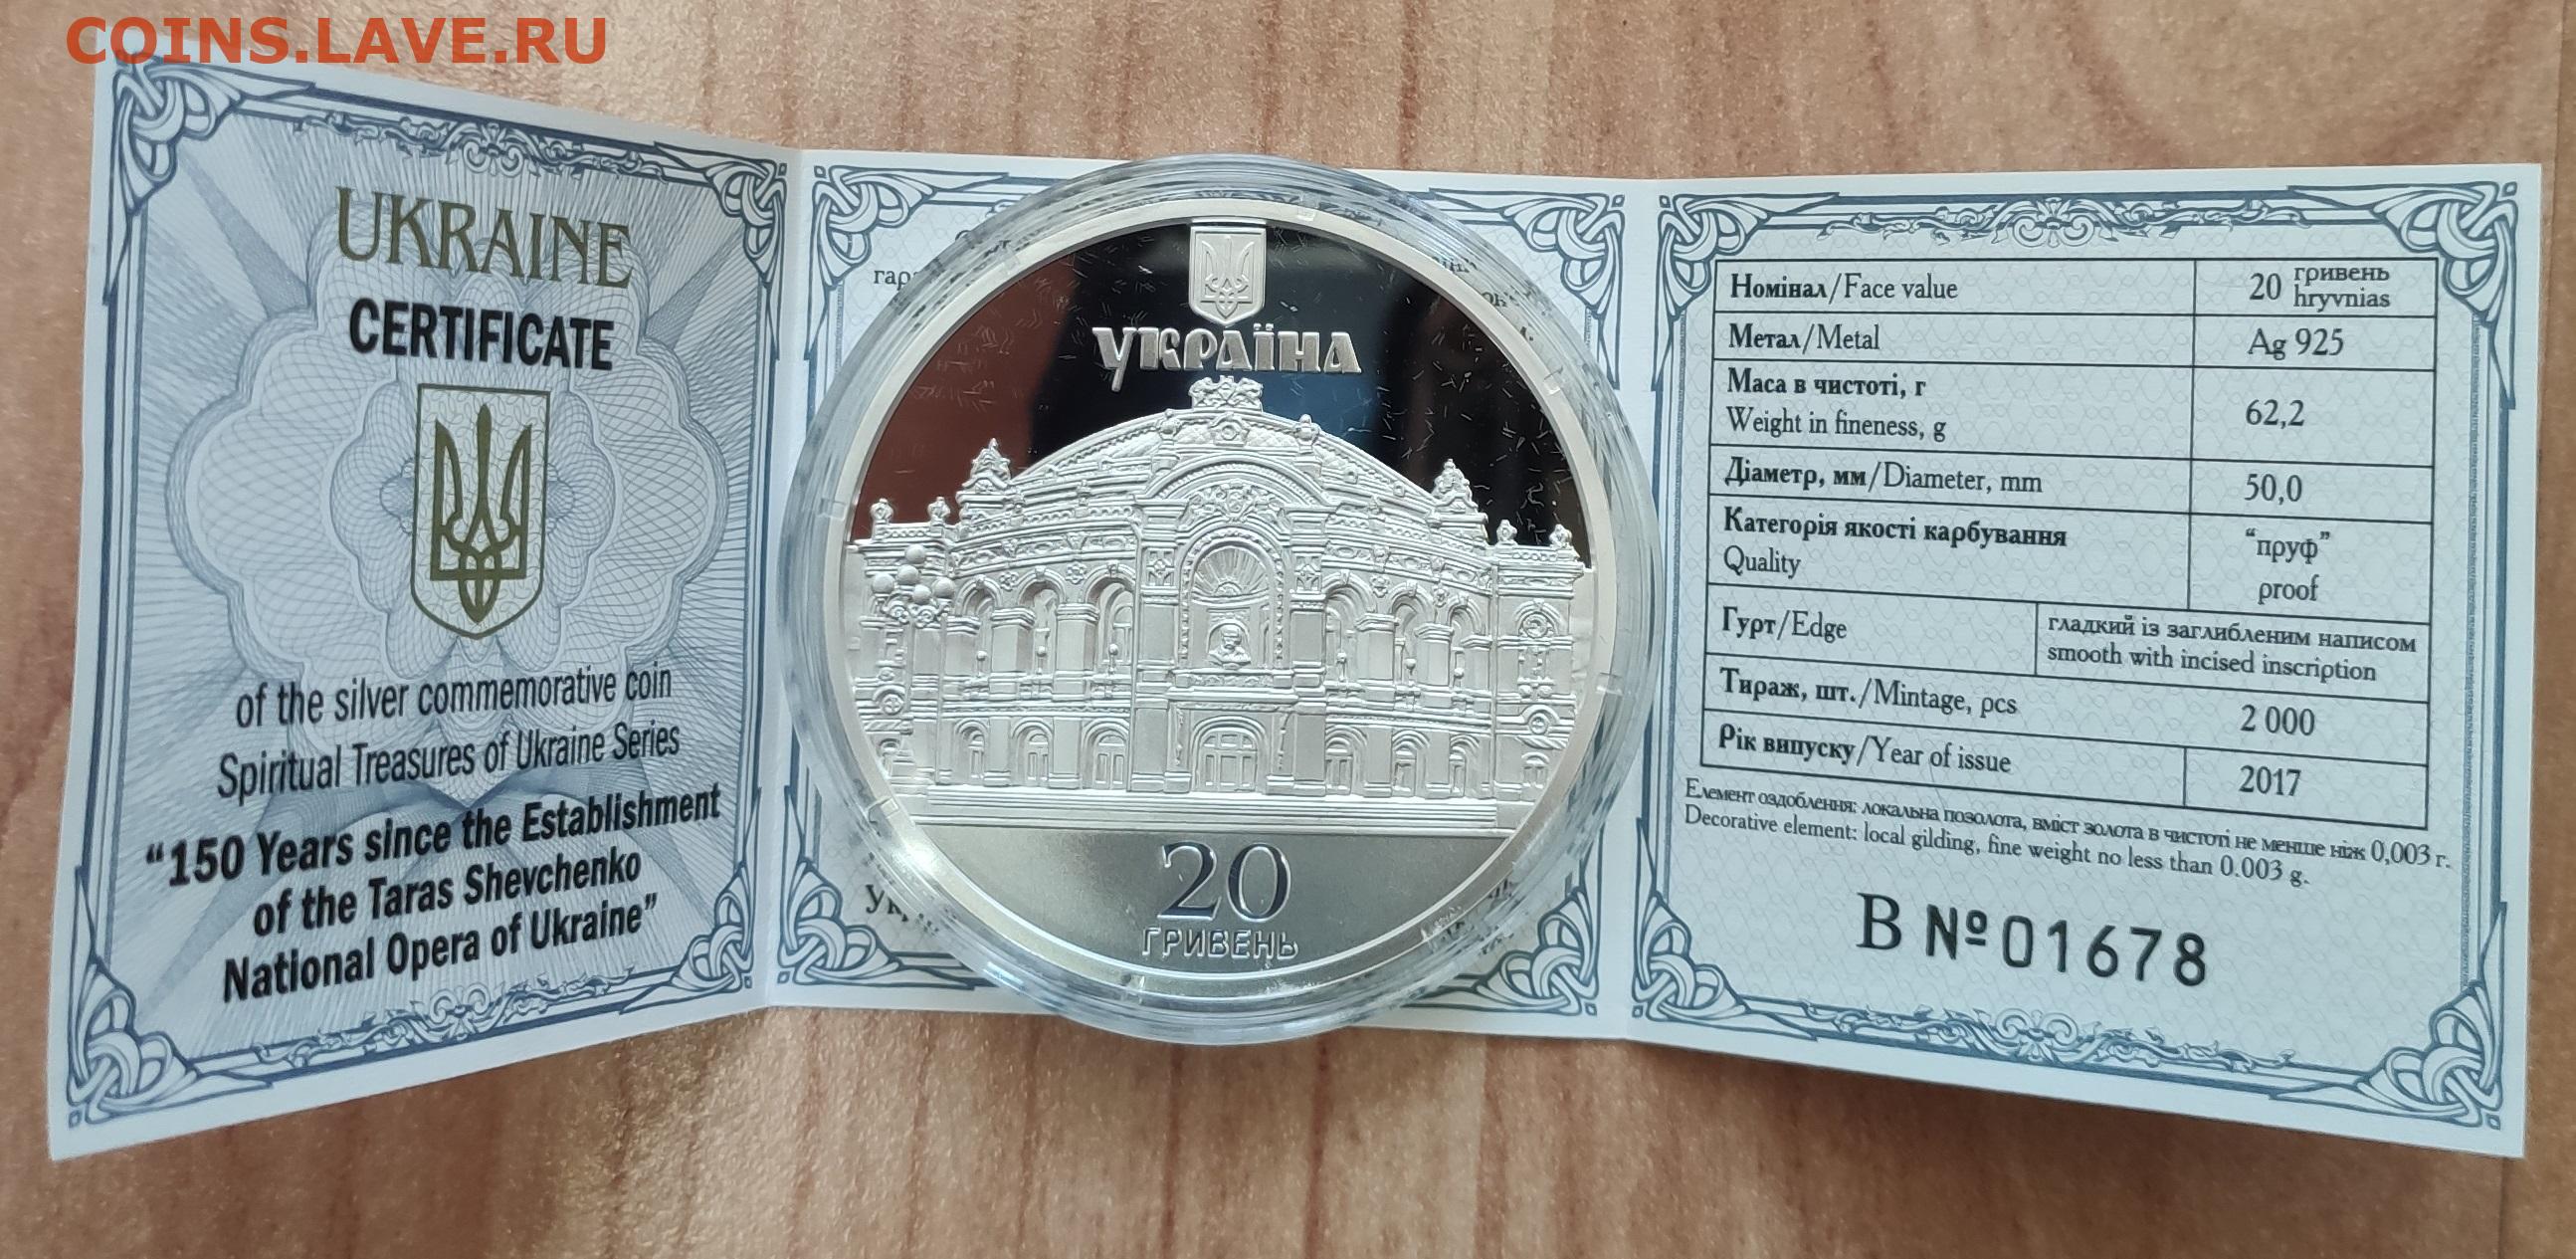 COINS.LAVE.RU
UKRAINE
CERTIFICATE
of the silver commemorative coin
Spiritual Treasures of Ukraine Series
“150 Years since the Establishment
of the Taras Shevchenko
National Opera of Ukraine”
УКРАЇНА
20
ГРИВЕНЬ
Номінал/Face value
20 гривень
hryvnias
Метал/Metal
Ag 925
Маса в чистоті, г
Weight in fineness, g
62,2
Діаметр, мм/Diameter, mm
50,0
Категорія якості карбування
Quality
“пруф”
proof
Гурт/Edge
гладкий із заглибленим написом
smooth with incised inscription
Тираж, шт./Mintage, pcs
2 000
Рік випуску/Year of issue
2017
Елемент оздоблення: локальна позолота, вміст золота в чистоті не менше ніж 0,003 г.
Decorative element: local gilding, fine weight no less than 0.003 g.
В №01678